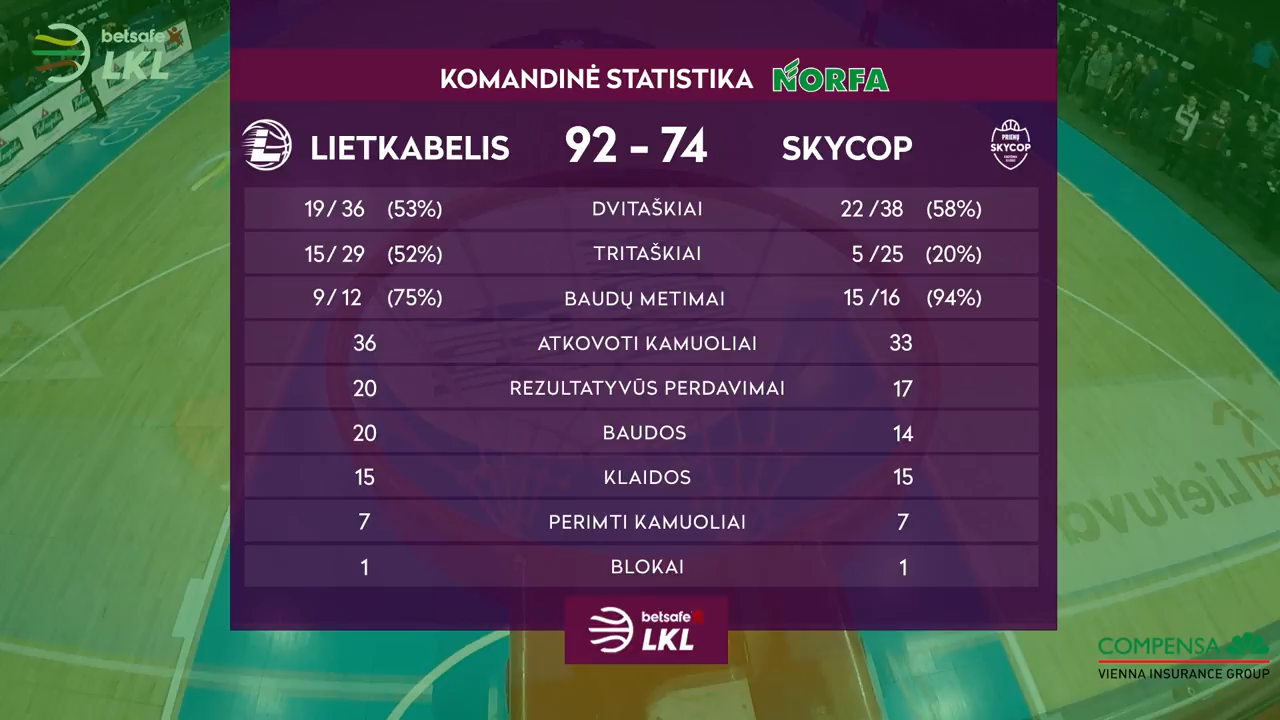 betsafe
LKL
KOMANDINĖ STATISTIKA NORFA
LIETKABELIS 92 - 74 SKYCOP
PRIENŲ
SKYCOP
19/36 (53%) DVITAŠKIAI 22/38 (58%)
15/29 (52%) TRITAŠKIAI 5/25 (20%)
9/12 (75%) BAUDŲ METIMAI 15/16 (94%)
36 ATKOVOTI KAMUOLIAI 33
20 REZULTATYVŪS PERDAVIMAI 17
20 BAUDOS 14
15 KLAIDOS 15
7 PERIMTI KAMUOLIAI 7
1 BLOKAI 1
betsafe
LKL
Lietuva
COMPENSA
VIENNA INSURANCE GROUP